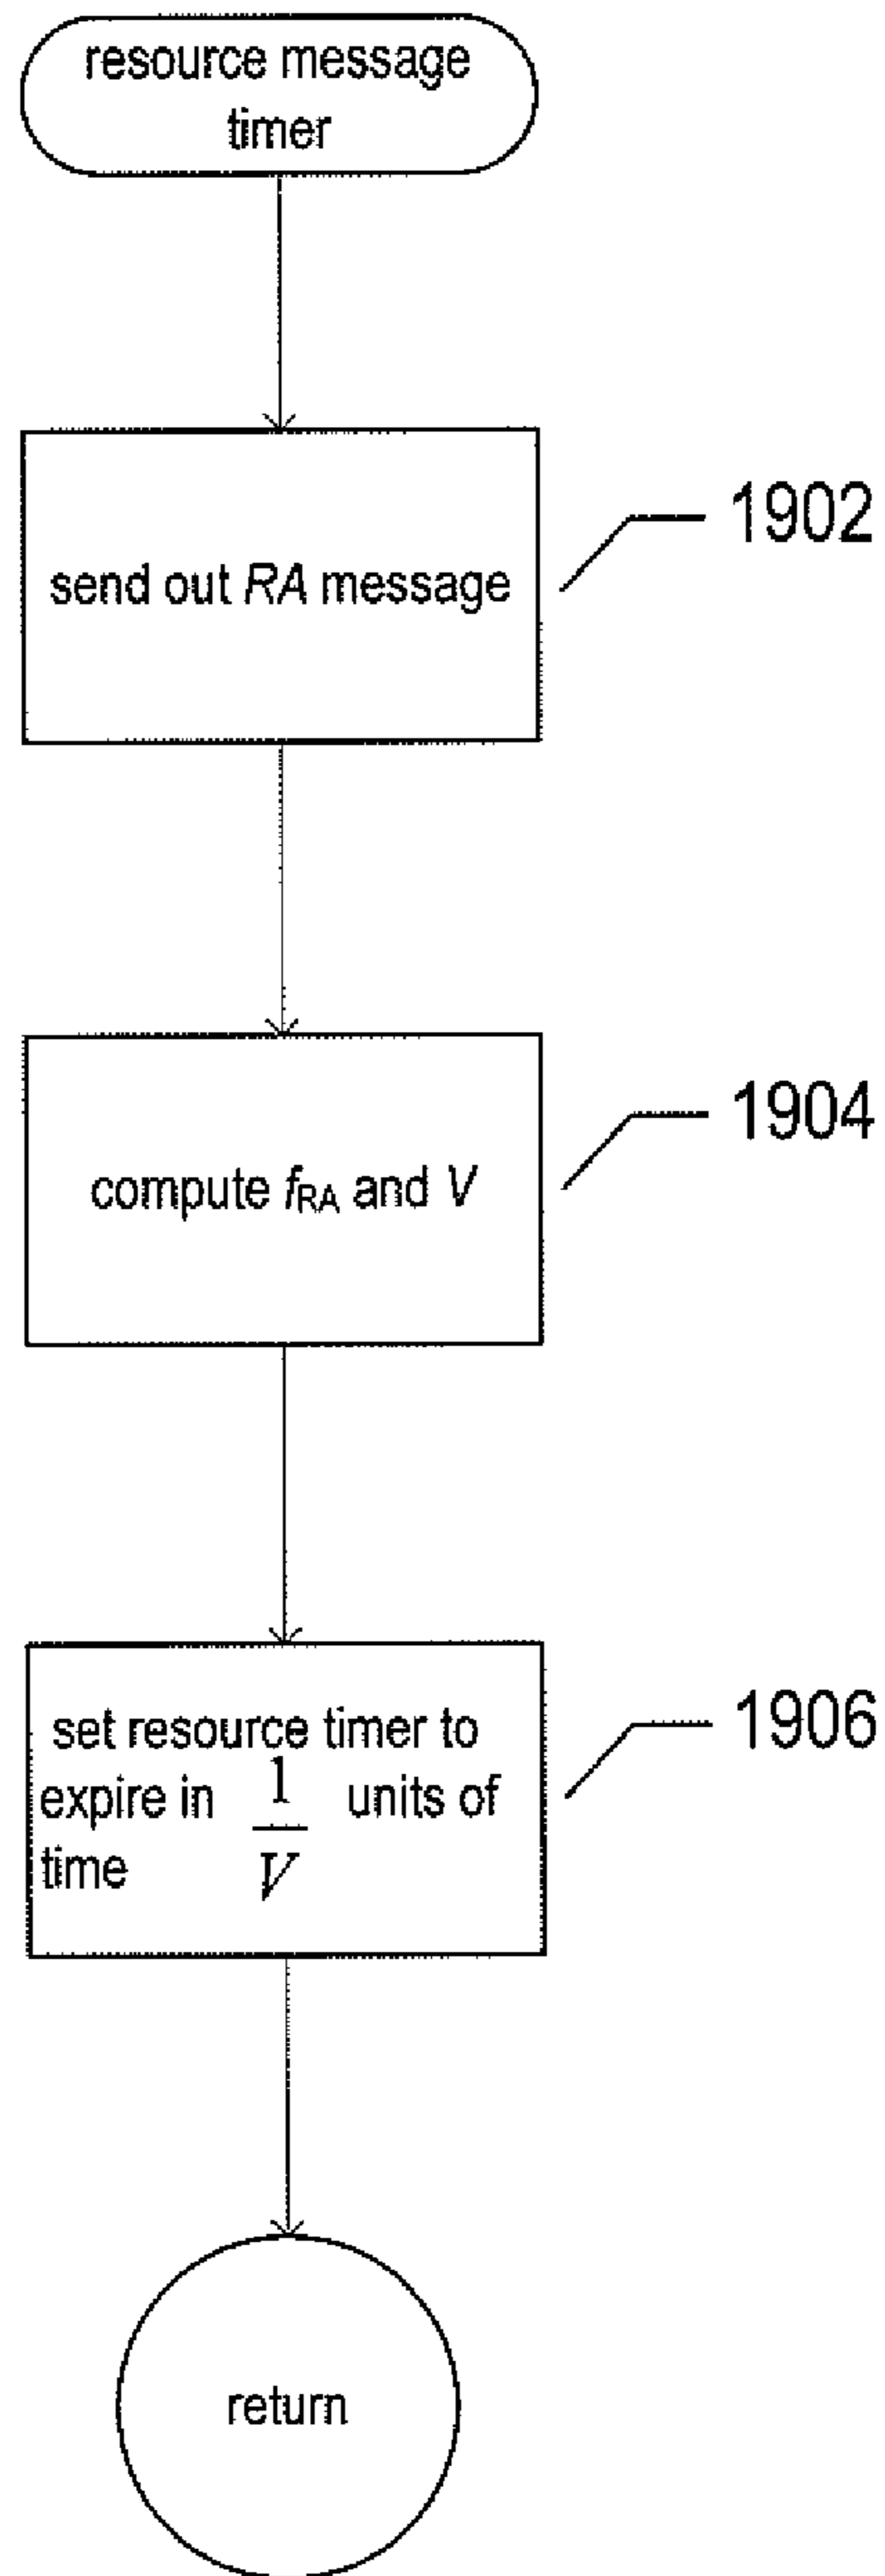 resource message
timer
send out RA message
1902
compute fRA and V
1904
set resource timer to
expire in 1/V units of
time
1906
return